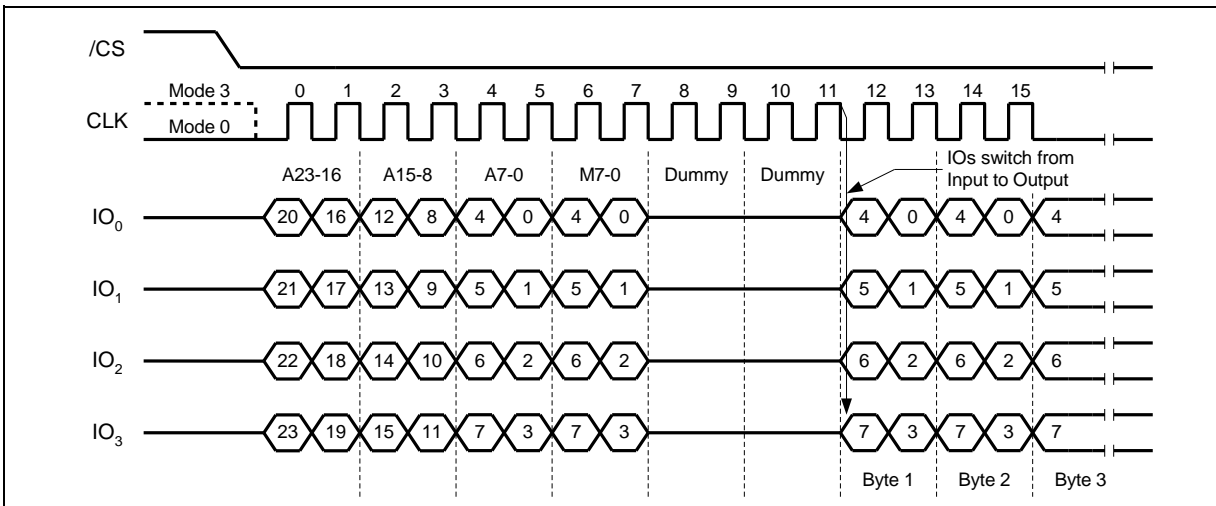 /CS
Mode 3 0 1 2 3 4 5 6 7 8 9 10 11 12 13 14 15
CLK
Mode 0
IOs switch from
Input to Output
A23-16 A15-8 A7-0 M7-0 Dummy Dummy
IO0 20 16 12 8 4 0 4 0 4 0 4 0 4
IO1 21 17 13 9 5 1 5 1 5 1 5 1 5
IO2 22 18 14 10 6 2 6 2 6 2 6 2 6
IO3 23 19 15 11 7 3 7 3 7 3 7 3 7
Byte 1 Byte 2 Byte 3